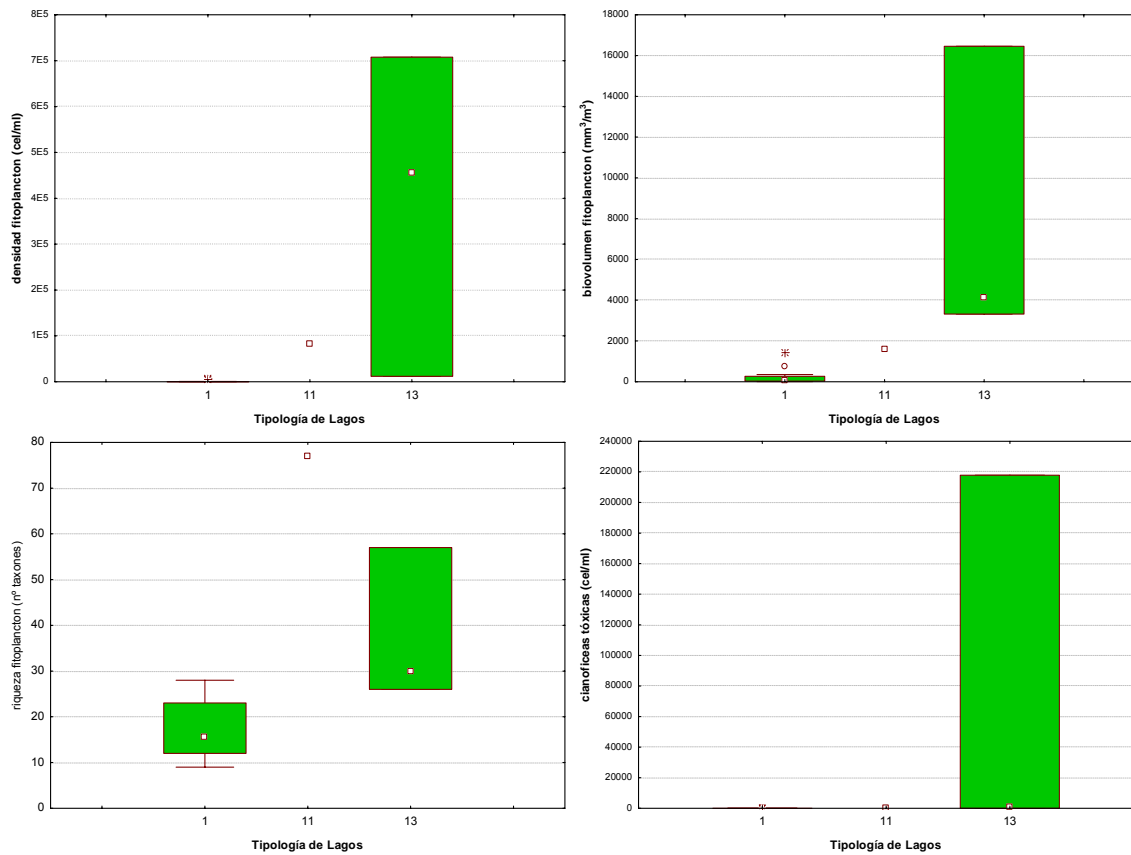 densidad fitoplancton (cel/ml)
8E5
7E5
6E5
5E5
4E5
3E5
2E5
1E5
0
1 11 13
Tipología de Lagos
biovolumen fitoplancton (mm³/m³)
18000
16000
14000
12000
10000
8000
6000
4000
2000
0
1 11 13
Tipología de Lagos
riqueza fitoplancton (nº taxones)
80
70
60
50
40
30
20
10
0
1 11 13
Tipología de Lagos
cianofíceas tóxicas (cel/ml)
240000
220000
200000
180000
160000
140000
120000
100000
80000
60000
40000
20000
0
1 11 13
Tipología de Lagos